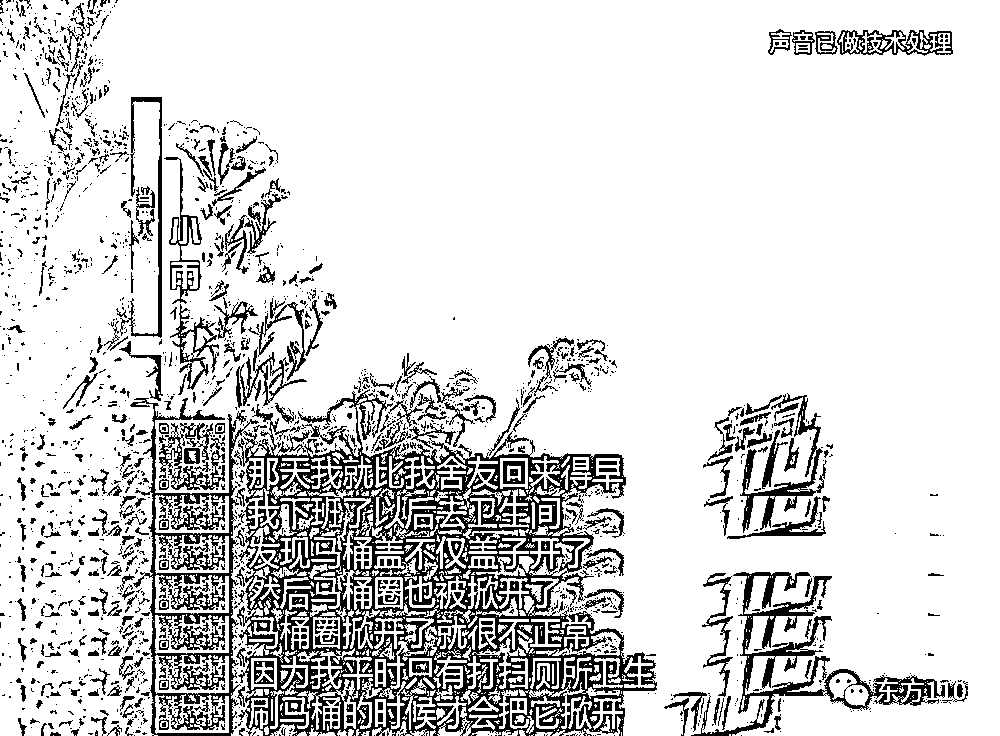 声音已做技术处理
当事人
小雨
(化名)
那天我就比我舍友回来得早
我下班了以后去卫生间
发现马桶盖不仅盖子开了
然后马桶圈也被掀开了
马桶圈掀开了就很不正常
因为我平时只有打扫厕所卫生
刷马桶的时候才会把它掀开
东方110